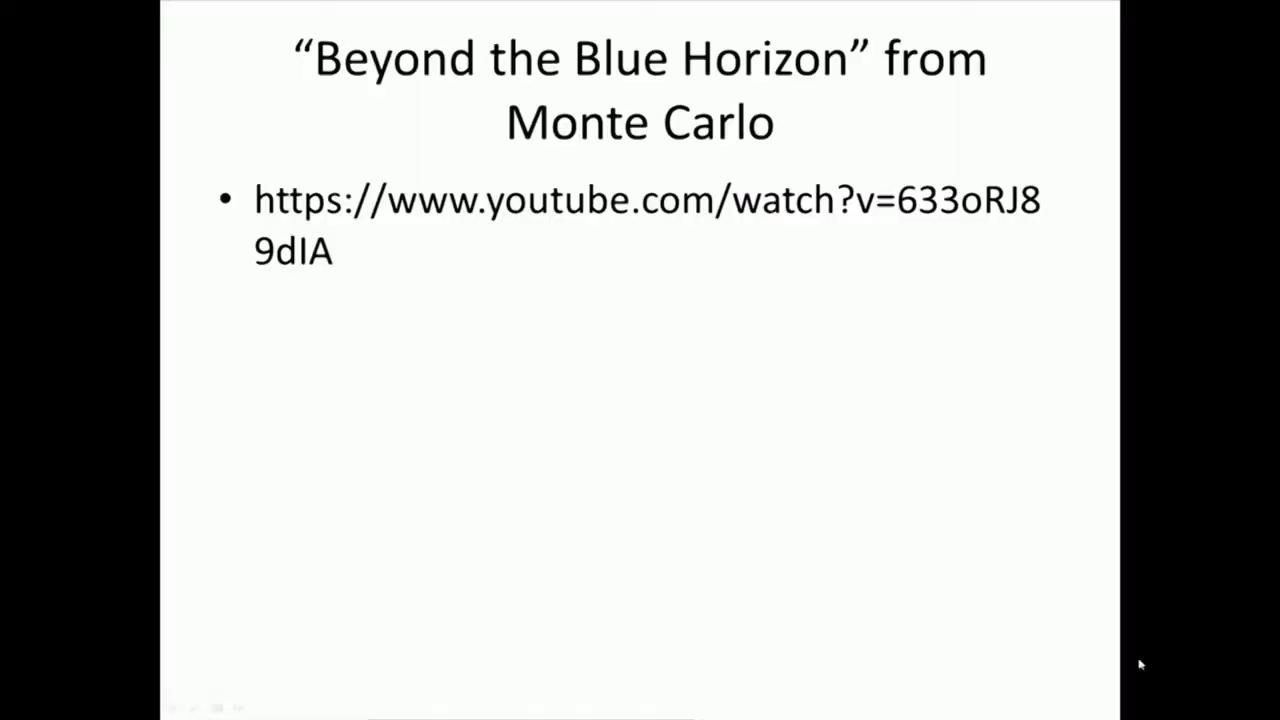 “Beyond the Blue Horizon” from
Monte Carlo
• https://www.youtube.com/watch?v=633oRJ8
9dIA